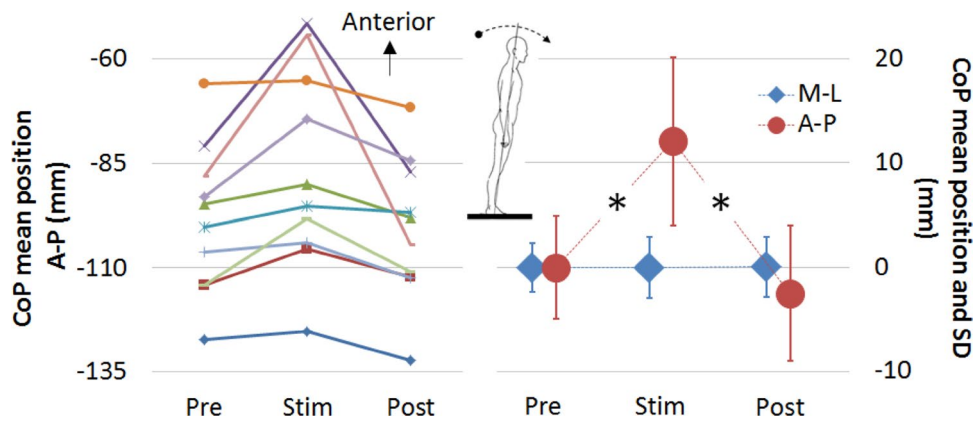 CoP mean position
A-P (mm)
Anterior
-60
-85
-110
-135
Pre Stim Post
M-L
A-P
*
*
Pre Stim Post
20
10
0
-10
CoP mean position and SD
(mm)